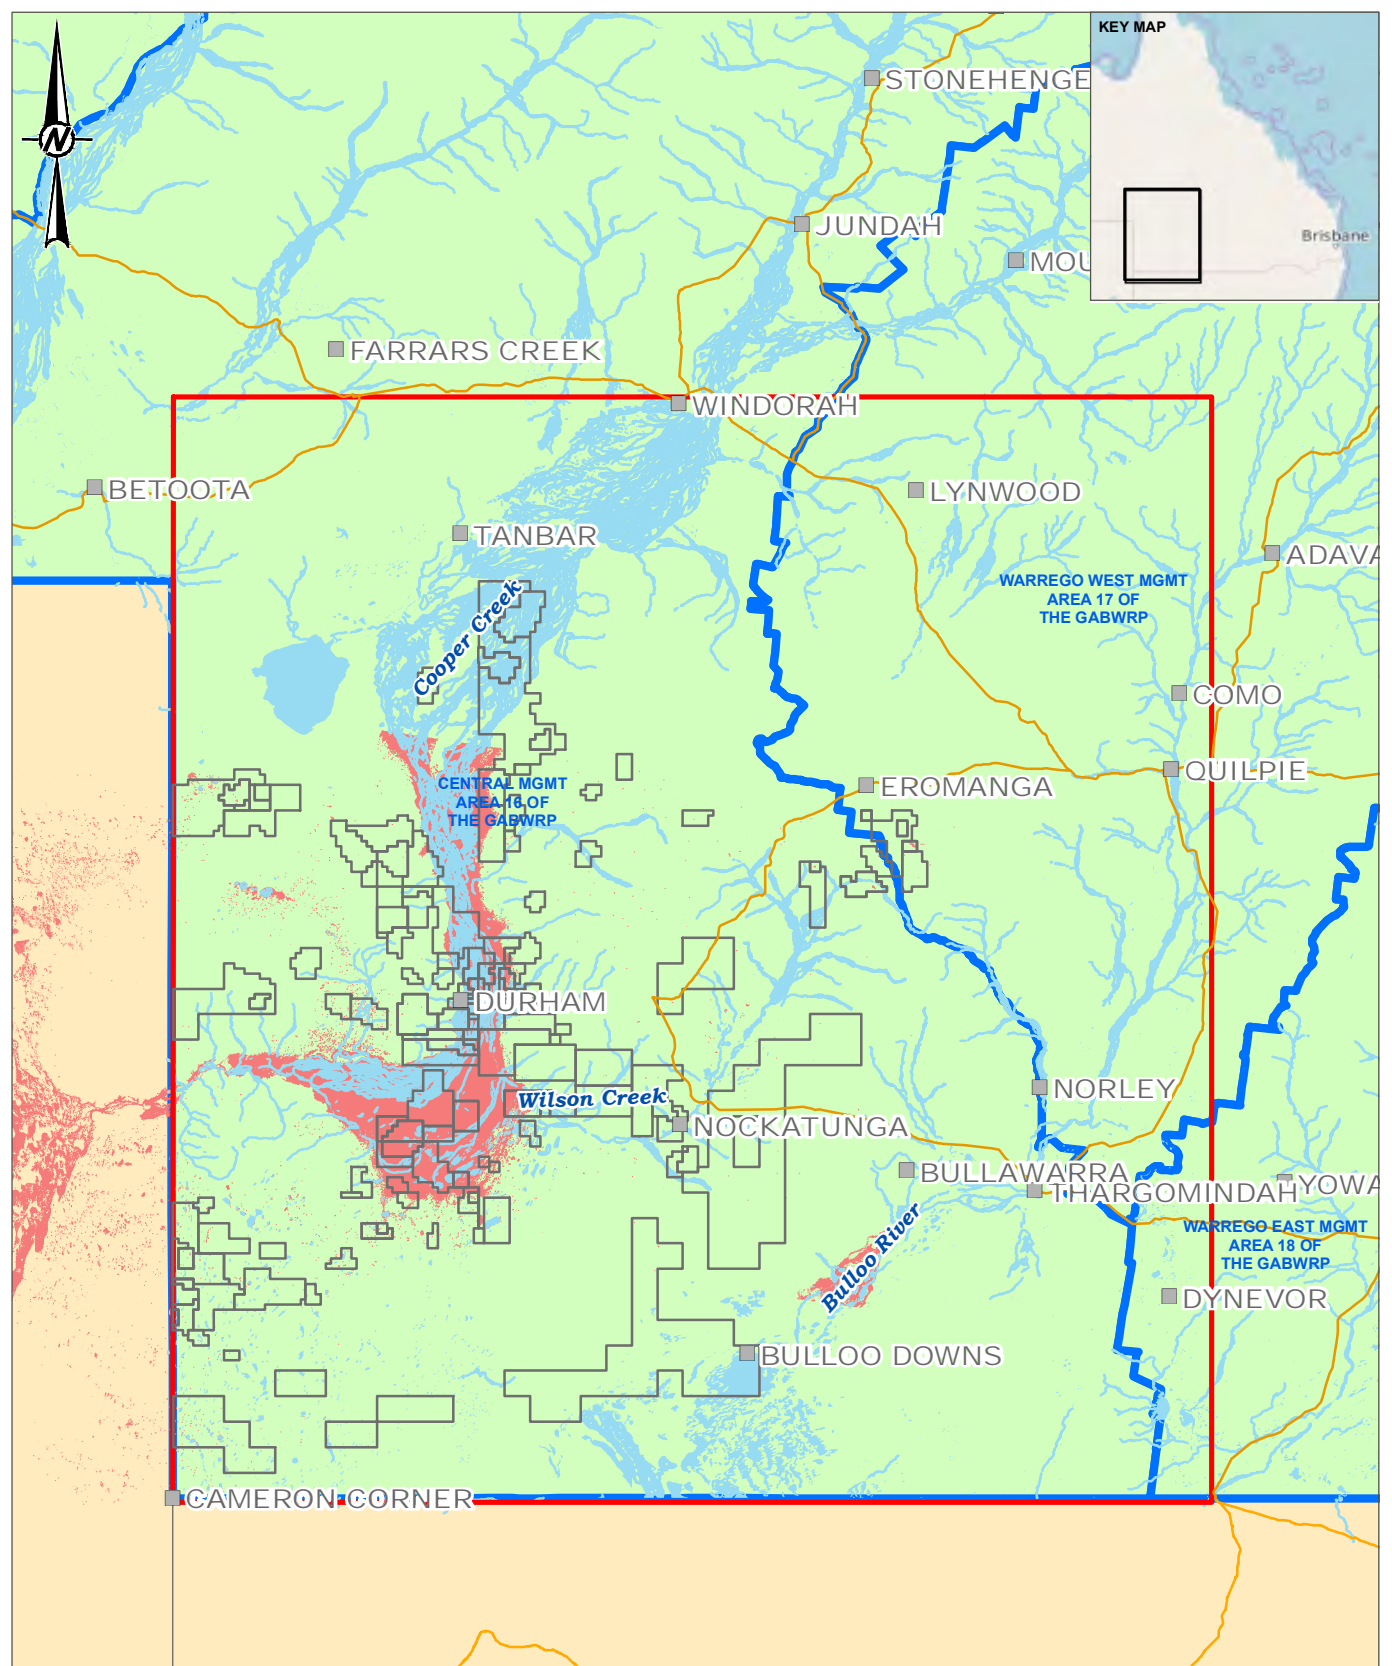 KEY MAP
STONEHENGE
N
JUNDAH
Brisbane
MOU
FARRARS CREEK
WINDORAH
BETOOTA
LYNWOOD
TANBAR
ADAVA
WARREGO WEST MGMT
AREA 17 OF
THE GABWRP
Cooper Creek
COMO
QUILPIE
CENTRAL MGMT
AREA 16 OF
THE GABWRP
EROMANGA
DURHAM
NORLEY
Wilson Creek
NOCKATUNGA
BULLAWARRA
THARGOMINDAH
YOWA
Bulloo River
WARREGO EAST MGMT
AREA 18 OF
THE GABWRP
DYNEVOR
BULLOO DOWNS
CAMERON CORNER